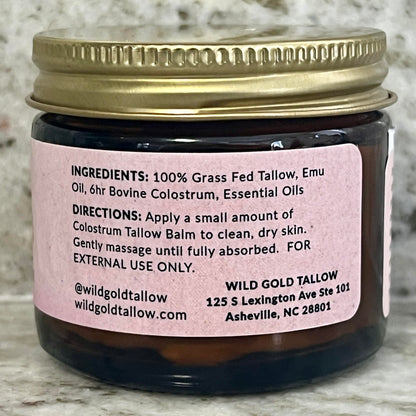 INGREDIENTS: 100% Grass Fed Tallow, Emu
Oil, 6hr Bovine Colostrum, Essential Oils
DIRECTIONS: Apply a small amount of
Colostrum Tallow Balm to clean, dry skin.
Gently massage until fully absorbed. FOR
EXTERNAL USE ONLY.
@wildgoldtallow
wildgoldtallow.com
WILD GOLD TALLOW
125 S Lexington Ave Ste 101
Asheville, NC 28801